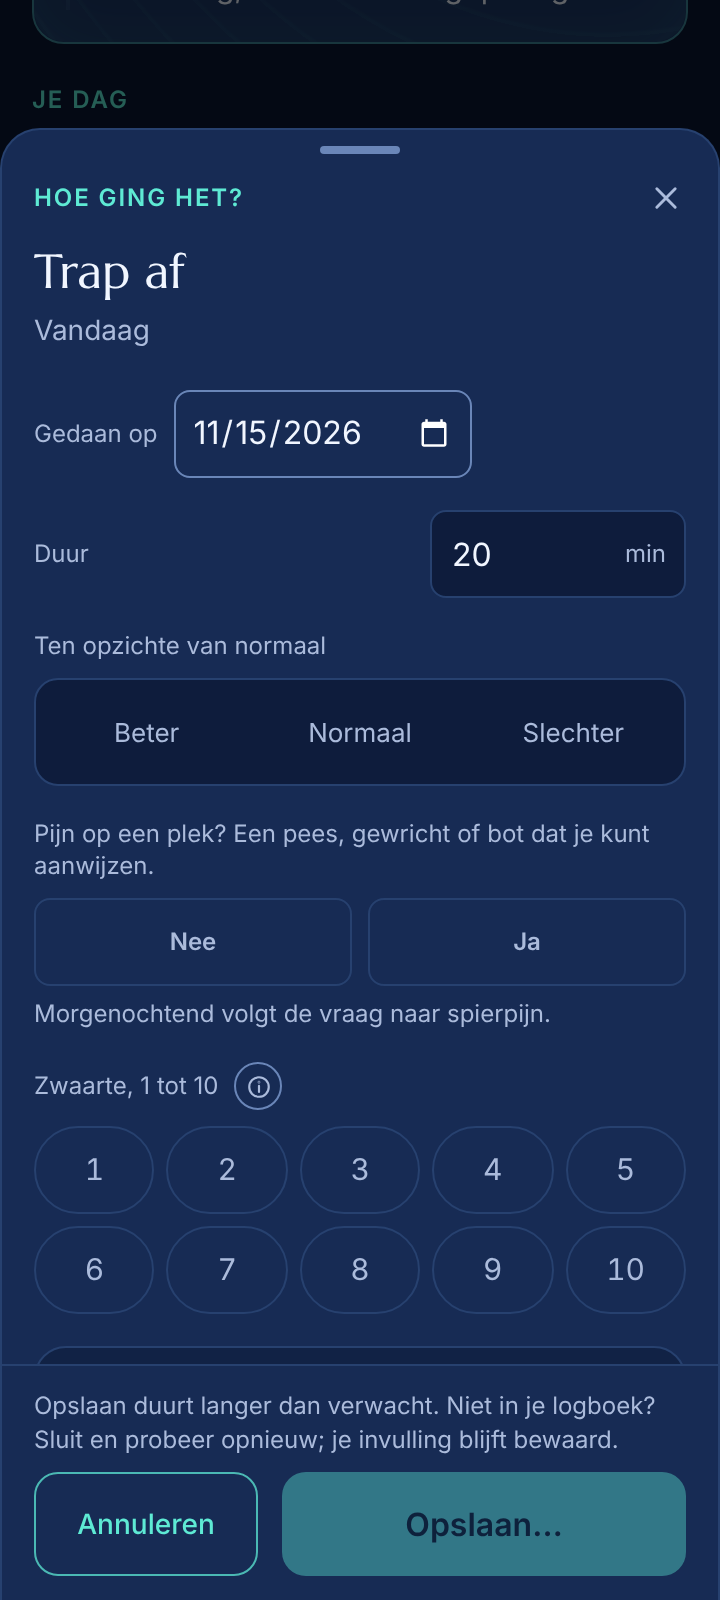 JE DAG
HOE GING HET?
Trap af
Vandaag
Gedaan op 11/15/2026
Duur 20 min
Ten opzichte van normaal
Beter Normaal Slechter
Pijn op een plek? Een pees, gewricht of bot dat je kunt
aanwijzen.
Nee Ja
Morgenochtend volgt de vraag naar spierpijn.
Zwaarte, 1 tot 10
1 2 3 4 5
6 7 8 9 10
Opslaan duurt langer dan verwacht. Niet in je logboek?
Sluit en probeer opnieuw; je invulling blijft bewaard.
Annuleren Opslaan...